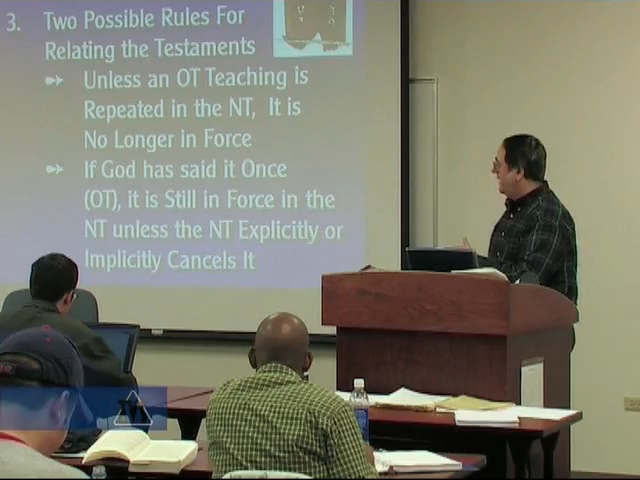 3. Two Possible Rules For
Relating the Testaments
Unless an OT Teaching is
Repeated in the NT, It is
No Longer in Force
If God has said it Once
(OT), it is Still in Force in the
NT unless the NT Explicitly or
Implicitly Cancels It